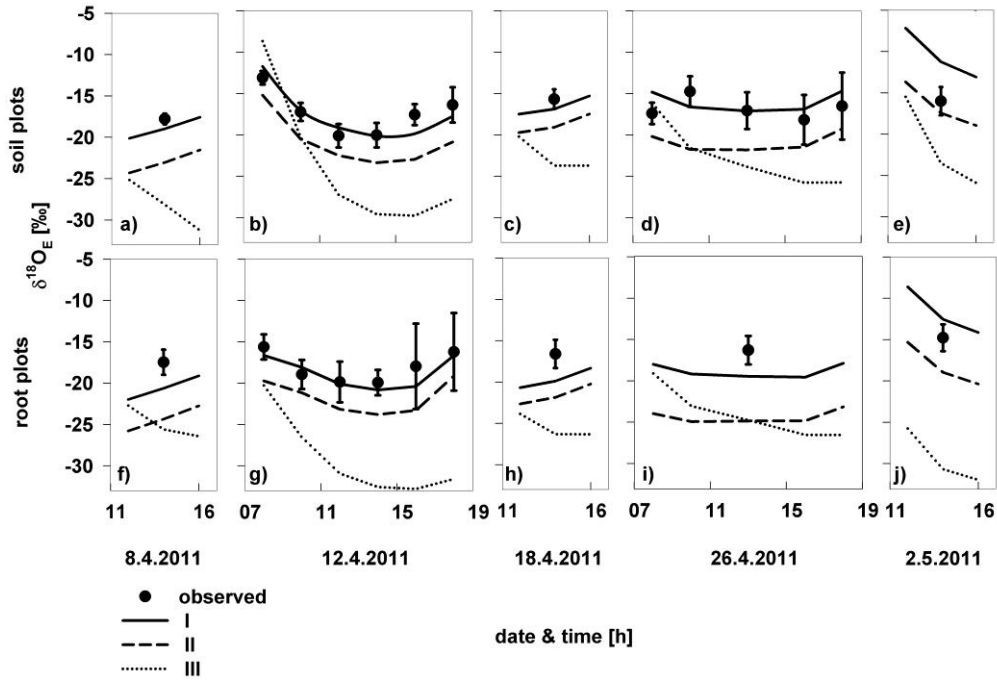 soil plots
root plots
δ18OE [‰]
-5
-10
-15
-20
-25
-30
a)
b)
c)
d)
e)
-5
-10
-15
-20
-25
-30
f)
g)
h)
i)
j)
11 16 07 11 15 19 11 16 07 11 15 19 11 16
8.4.2011 12.4.2011 18.4.2011 26.4.2011 2.5.2011
observed
I
II
III
date & time [h]